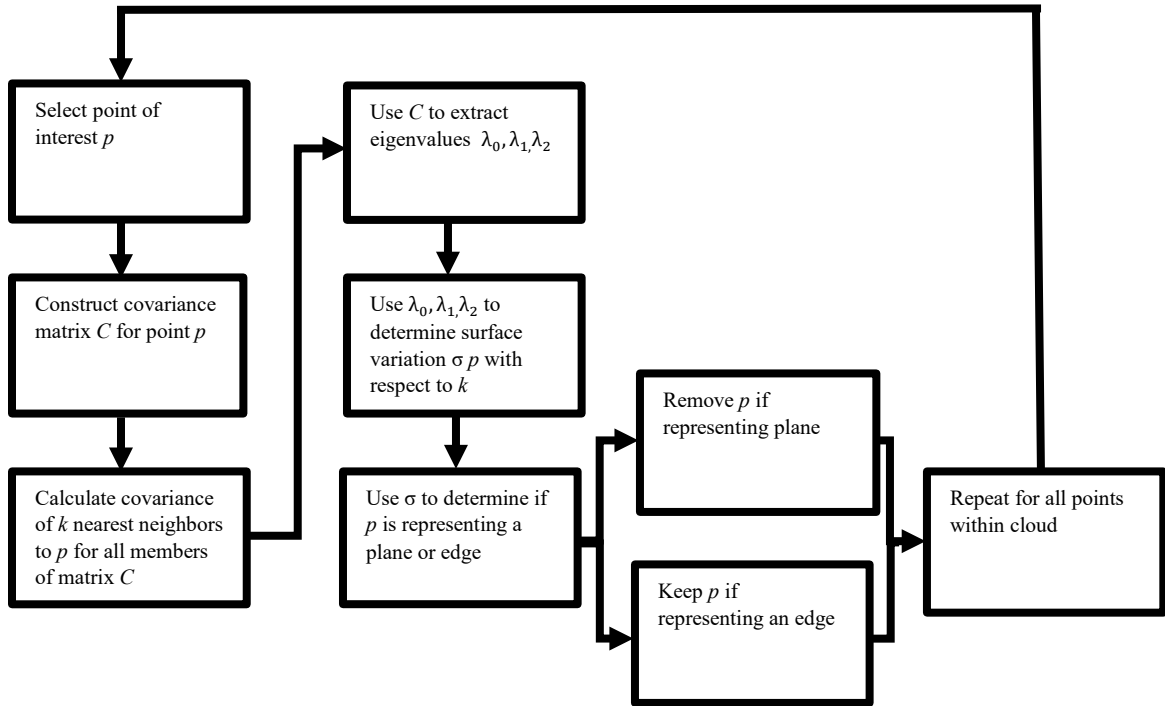 Select point of
interest p
Construct covariance
matrix C for point p
Calculate covariance
of k nearest neighbors
to p for all members
of matrix C
Use C to extract
eigenvalues λ₀, λ₁,λ₂
Use λ₀, λ₁,λ₂ to
determine surface
variation σ p with
respect to k
Use σ to determine if
p is representing a
plane or edge
Remove p if
representing plane
Keep p if
representing an edge
Repeat for all points
within cloud